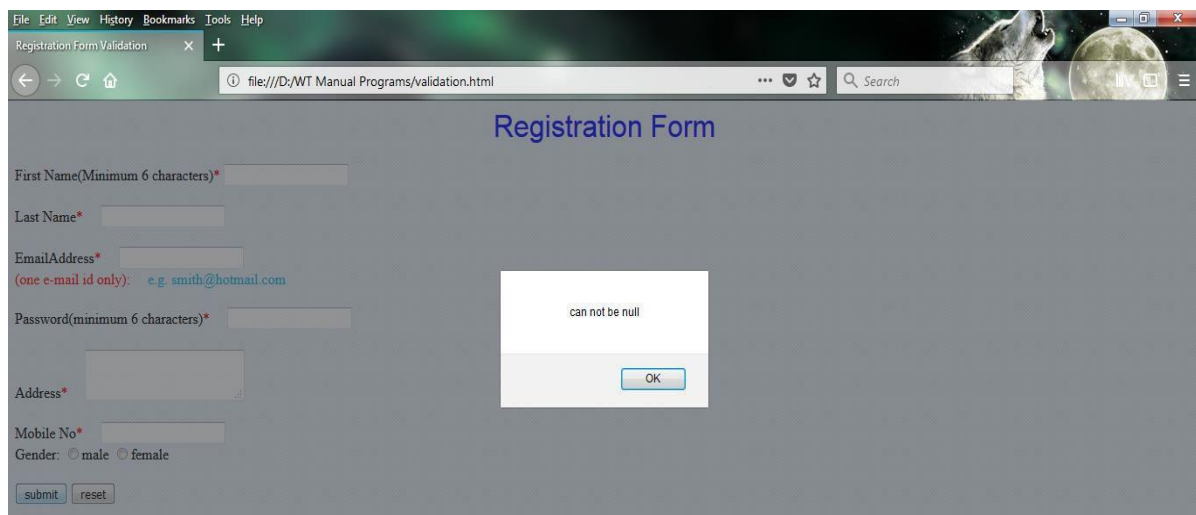 File Edit View History Bookmarks Tools Help
Registration Form Validation
file:///D:/WT Manual Programs/validation.html
Search
Registration Form
First Name(Minimum 6 characters)*
Last Name*
EmailAddress*
(one e-mail id only): e.g. smith@hotmail.com
Password(minimum 6 characters)*
can not be null
OK
Address*
Mobile No*
Gender: male female
submit reset